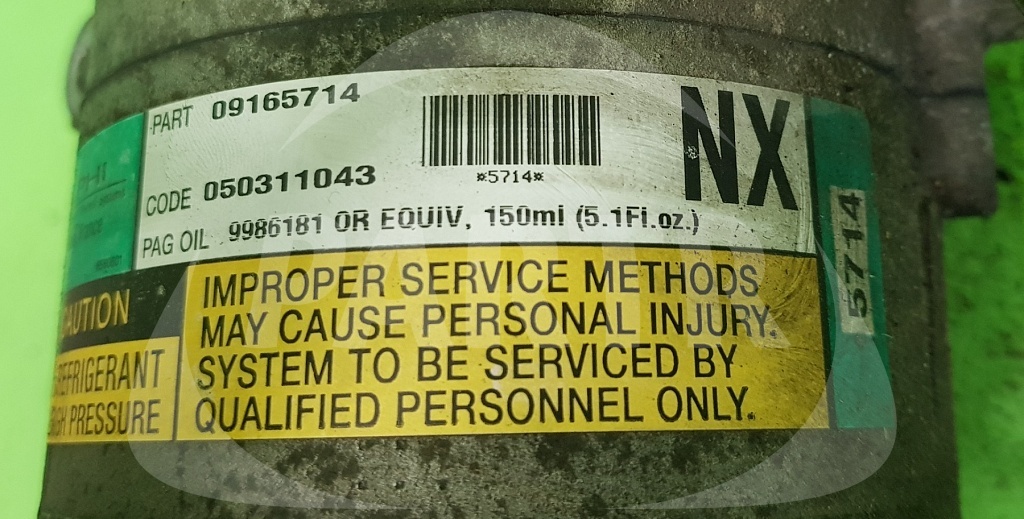 PART 09165714
*5714*
NX
CODE 050311043
PAG OIL 9986181 OR EQUIV, 150ml (5.1Fl.oz.)
5714
CAUTION
REFRIGERANT
HIGH PRESSURE
IMPROPER SERVICE METHODS
MAY CAUSE PERSONAL INJURY.
SYSTEM TO BE SERVICED BY
QUALIFIED PERSONNEL ONLY.